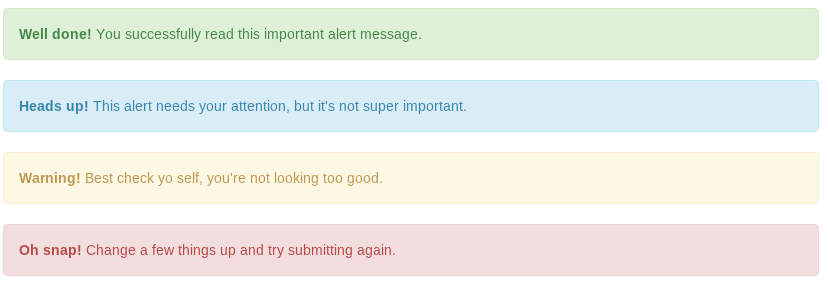 Well done! You successfully read this important alert message.
Heads up! This alert needs your attention, but it's not super important.
Warning! Best check yo self, you're not looking too good.
Oh snap! Change a few things up and try submitting again.